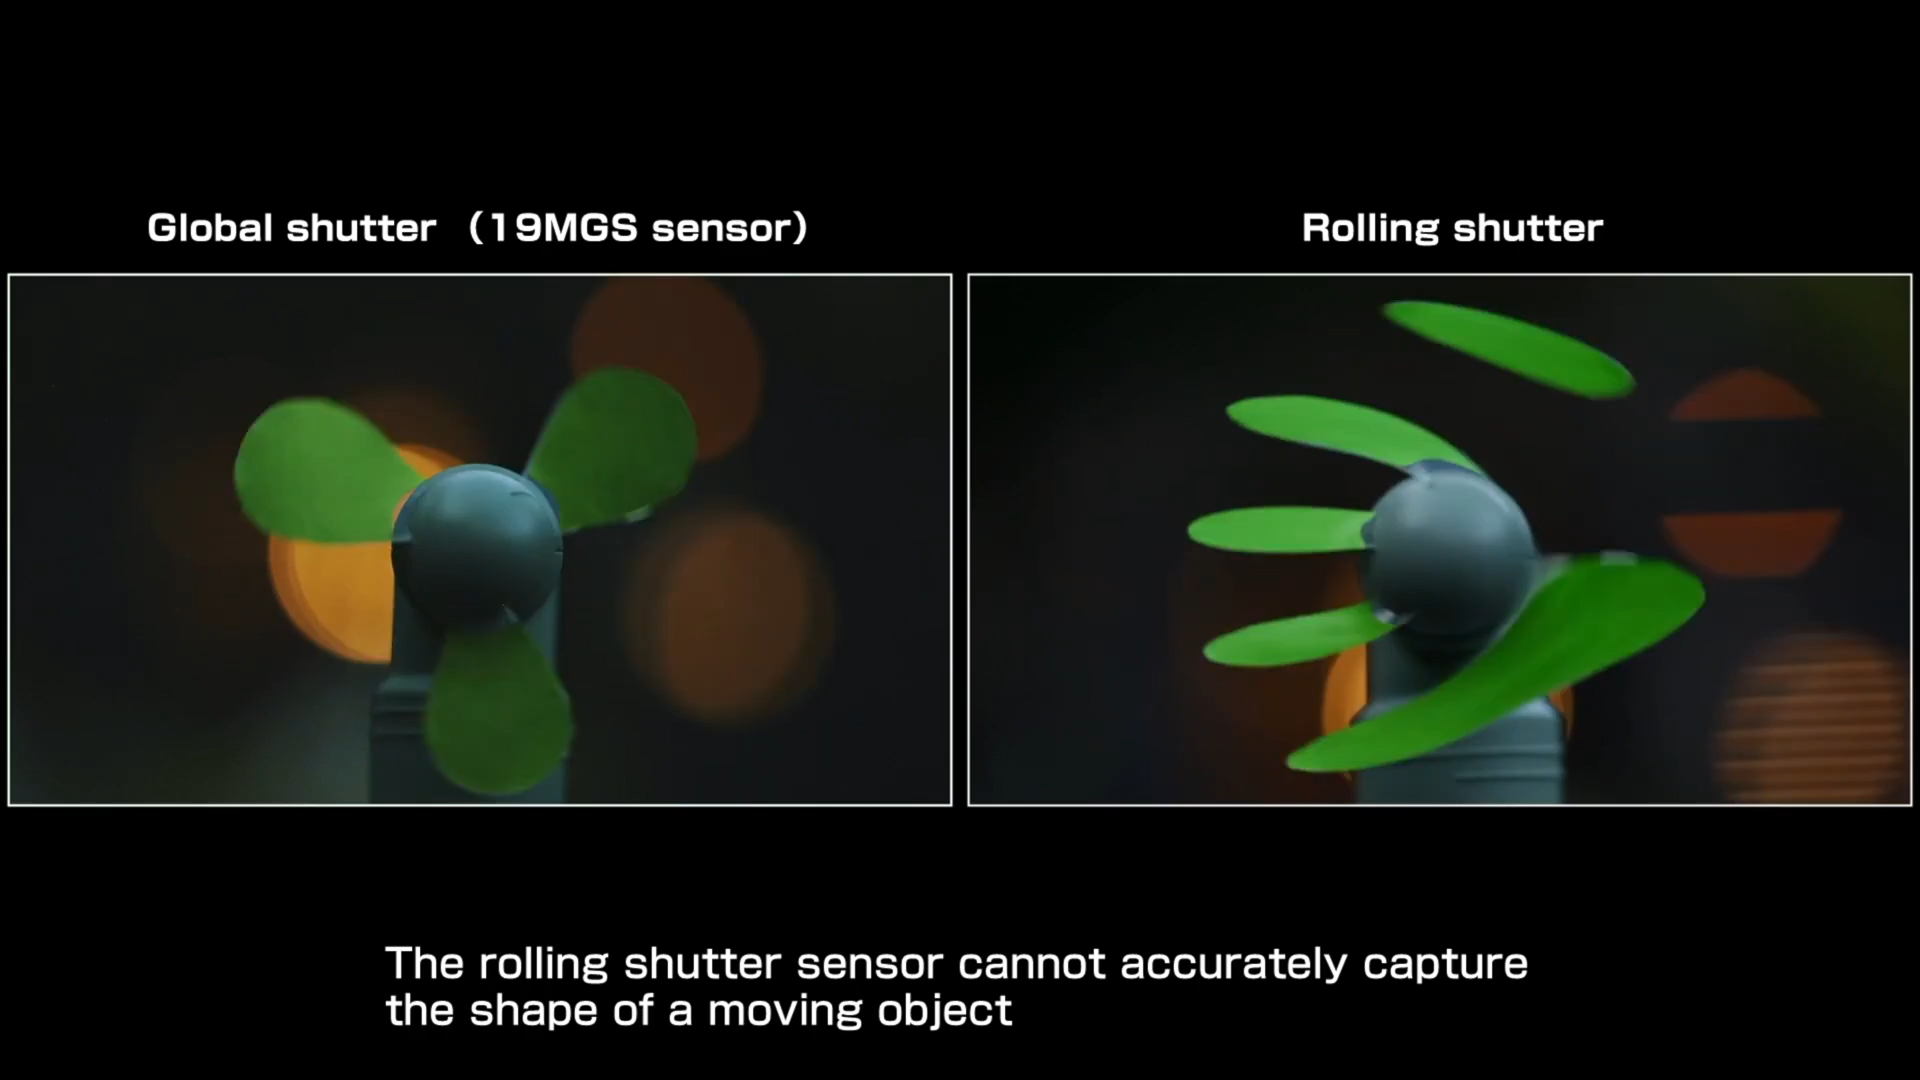 Global shutter （19MGS sensor）
Rolling shutter
The rolling shutter sensor cannot accurately capture
the shape of a moving object